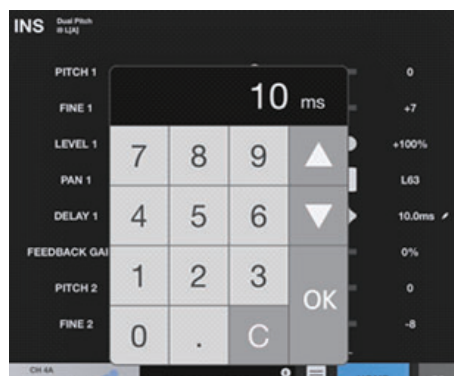 INS Dual Pitch
iB L[A]
PITCH 1 0
10 ms
FINE 1 +7
LEVEL 1 +100%
7 8 9
PAN 1 L63
4 5 6
DELAY 1 10.0ms
FEEDBACK GAI 0%
1 2 3
OK
PITCH 2 0
FINE 2 -8
0 . C
CH 4A